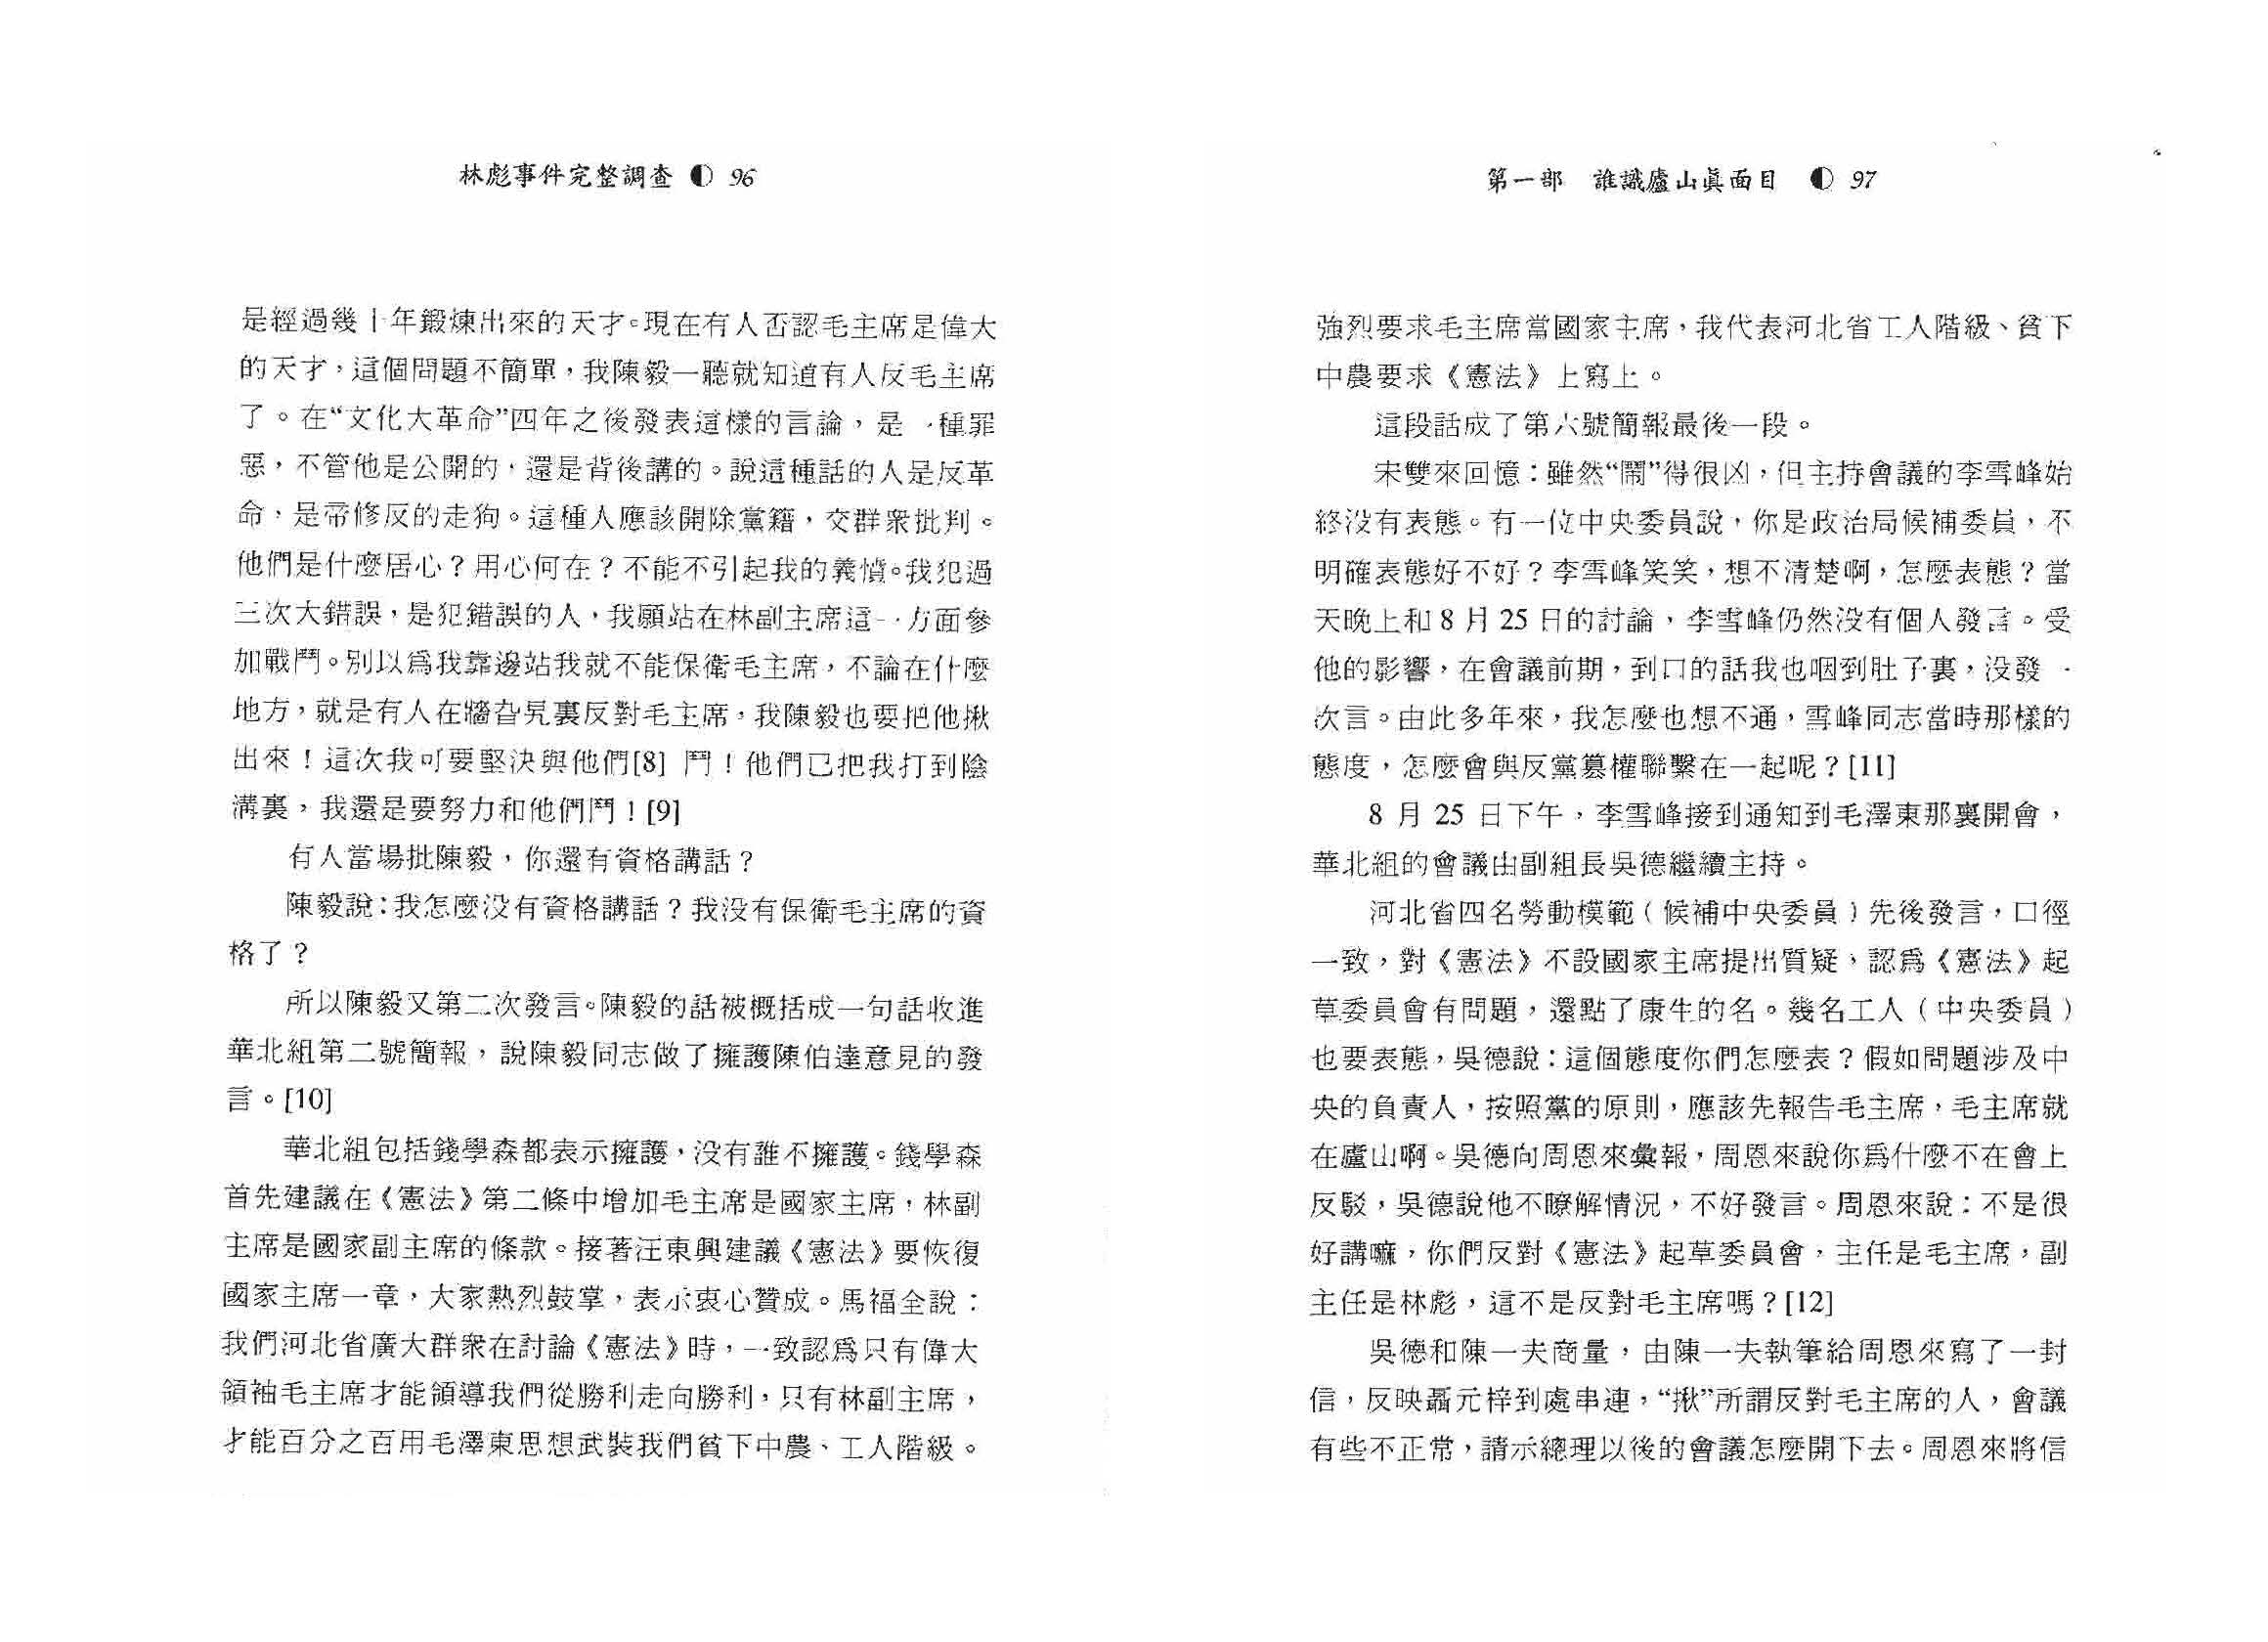 林彪事件完整調查 ◐ 96
是經過幾十年鍛煉出來的天才。現在有人否認毛主席是偉大
的天才，這個問題不簡單，我陳毅一聽就知道有人反毛主席
了。在“文化大革命”四年之後發表這樣的言論，是一種罪
惡，不管他是公開的，還是背後講的。說這種話的人是反革
命，是帝修反的走狗。這種人應該開除黨籍，交群衆批判。
他們是什麼居心？用心何在？不能不引起我的義憤。我犯過
三次大錯誤，是犯錯誤的人，我願站在林副主席這一方面參
加戰鬥。別以爲我靠邊站我就不能保衛毛主席，不論在什麼
地方，就是有人在牆旮旯裏反對毛主席，我陳毅也要把他揪
出來！這次我可要堅決與他們[8] 鬥！他們已把我打到陰
溝裏，我還是要努力和他們鬥！[9]
有人當場批陳毅，你還有資格講話？
陳毅說：我怎麼没有資格講話？我没有保衛毛主席的資
格了？
所以陳毅又第二次發言。陳毅的話被概括成一句話收進
華北組第二號簡報，說陳毅同志做了擁護陳伯達意見的發
言。[10]
華北組包括錢學森都表示擁護，没有誰不擁護。錢學森
首先建議在《憲法》第二條中增加毛主席是國家主席，林副
主席是國家副主席的條款。接著汪東興建議《憲法》要恢復
國家主席一章，大家熱烈鼓掌，表示衷心贊成。馬福全說：
我們河北省廣大群衆在討論《憲法》時，一致認爲只有偉大
領袖毛主席才能領導我們從勝利走向勝利，只有林副主席，
才能百分之百用毛澤東思想武裝我們貧下中農、工人階級。
第一部　誰識廬山眞面目 ◐ 97
強烈要求毛主席當國家主席，我代表河北省工人階級、貧下
中農要求《憲法》上寫上。
這段話成了第六號簡報最後一段。
宋雙來回憶：雖然“鬧”得很凶，但主持會議的李雪峰始
終没有表態。有一位中央委員說，你是政治局候補委員，不
明確表態好不好？李雪峰笑笑，想不清楚啊，怎麼表態？當
天晚上和 8 月 25 日的討論，李雪峰仍然没有個人發言。受
他的影響，在會議前期，到口的話我也咽到肚子裏，没發一
次言。由此多年來，我怎麼也想不通，雪峰同志當時那樣的
態度，怎麼會與反黨篡權聯繫在一起呢？[11]
8 月 25 日下午，李雪峰接到通知到毛澤東那裏開會，
華北組的會議由副組長吳德繼續主持。
河北省四名勞動模範（候補中央委員）先後發言，口徑
一致，對《憲法》不設國家主席提出質疑，認爲《憲法》起
草委員會有問題，還點了康生的名。幾名工人（中央委員）
也要表態，吳德說：這個態度你們怎麼表？假如問題涉及中
央的負責人，按照黨的原則，應該先報告毛主席，毛主席就
在廬山啊。吳德向周恩來彙報，周恩來說你爲什麼不在會上
反駁，吳德說他不瞭解情況，不好發言。周恩來說：不是很
好講嘛，你們反對《憲法》起草委員會，主任是毛主席，副
主任是林彪，這不是反對毛主席嗎？[12]
吳德和陳一夫商量，由陳一夫執筆給周恩來寫了一封
信，反映聶元梓到處串連，“揪”所謂反對毛主席的人，會議
有些不正常，請示總理以後的會議怎麼開下去。周恩來將信